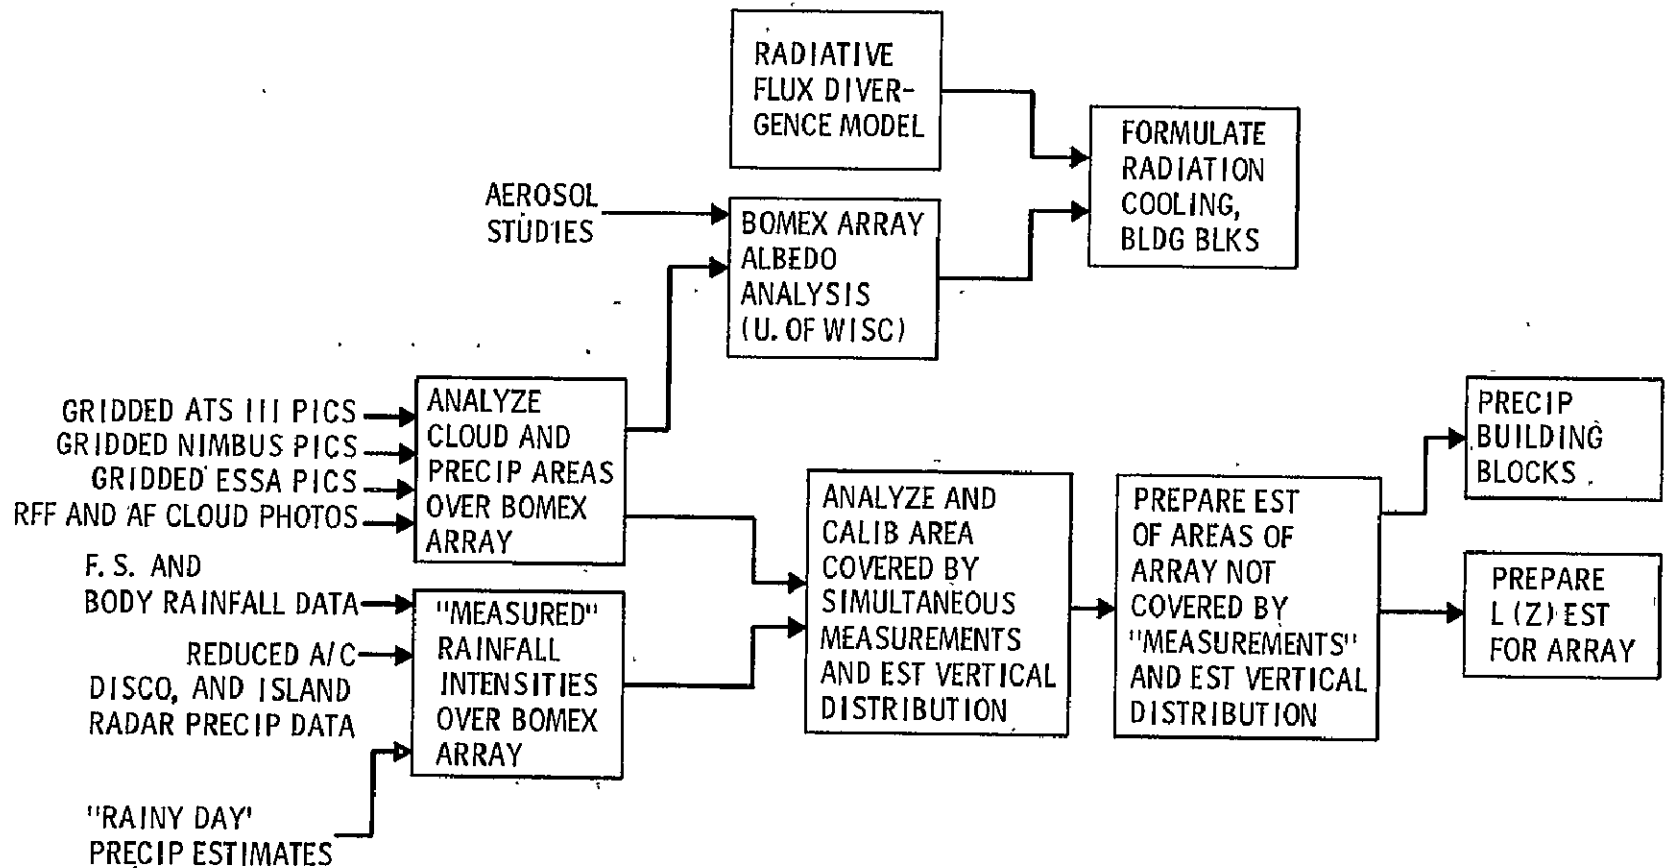 RADIATIVE
FLUX DIVER-
GENCE MODEL
FORMULATE
RADIATION
COOLING,
BLDG BLKS
AEROSOL
STUDIES
BOMEX ARRAY
ALBEDO
ANALYSIS
(U. OF WISC)
GRIDDED ATS III PICS
GRIDDED NIMBUS PICS
GRIDDED ESSA PICS
RFF AND AF CLOUD PHOTOS
ANALYZE
CLOUD AND
PRECIP AREAS
OVER BOMEX
ARRAY
F. S. AND
BODY RAINFALL DATA
REDUCED A/C
DISCO, AND ISLAND
RADAR PRECIP DATA
"RAINY DAY'
PRECIP ESTIMATES
"MEASURED"
RAINFALL
INTENSITIES
OVER BOMEX
ARRAY
ANALYZE AND
CALIB AREA
COVERED BY
SIMULTANEOUS
MEASUREMENTS
AND EST VERTICAL
DISTRIBUTION
PREPARE EST
OF AREAS OF
ARRAY NOT
COVERED BY
"MEASUREMENTS"
AND EST VERTICAL
DISTRIBUTION
PRECIP
BUILDING
BLOCKS
PREPARE
L (Z) EST
FOR ARRAY